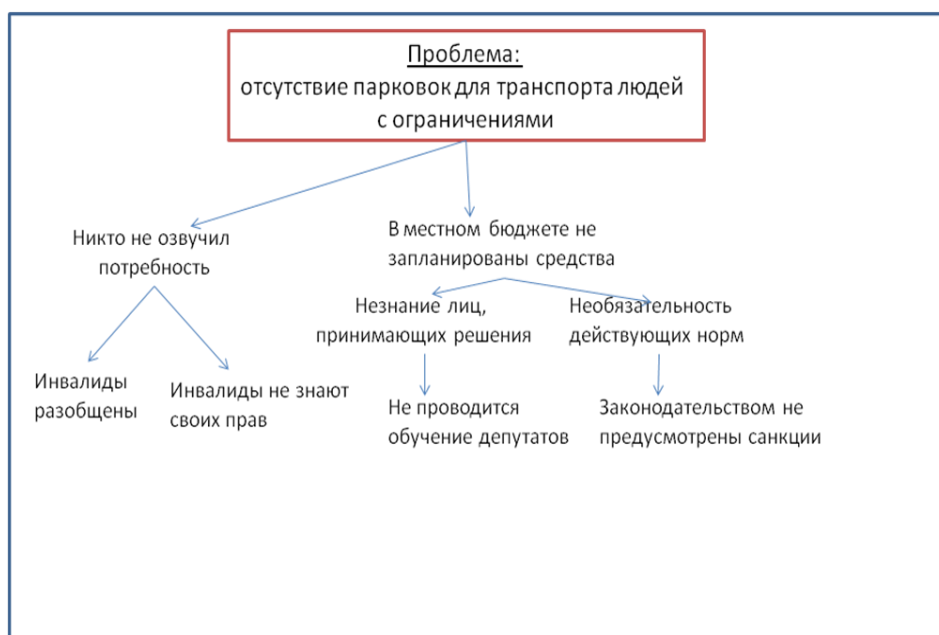 Проблема:
отсутствие парковок для транспорта людей
с ограничениями
Никто не озвучил
потребность
В местном бюджете не
запланированы средства
Незнание лиц,
принимающих решения
Необязательность
действующих норм
Инвалиды
разобщены
Инвалиды не знают
своих прав
Не проводится
обучение депутатов
Законодательством не
предусмотрены санкции